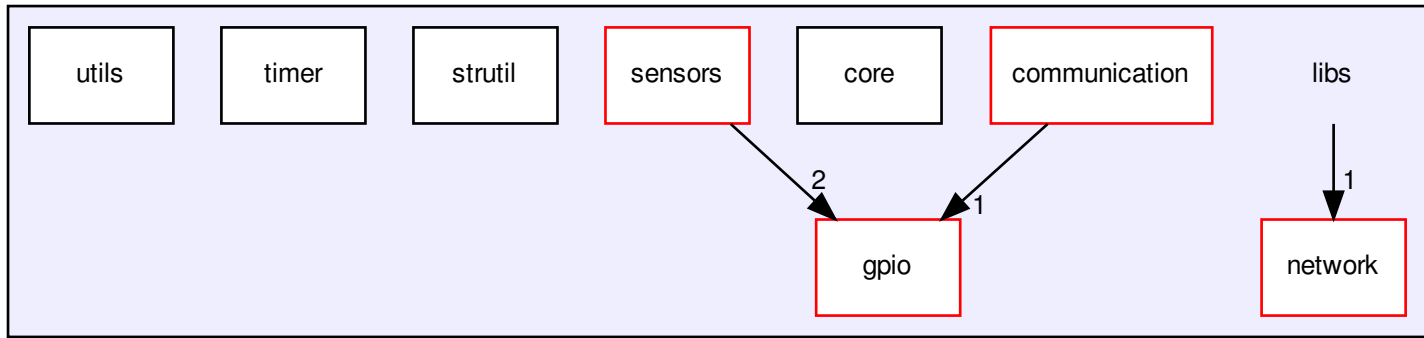 utils
timer
strutil
sensors
core
communication
libs
2
1
1
gpio
network